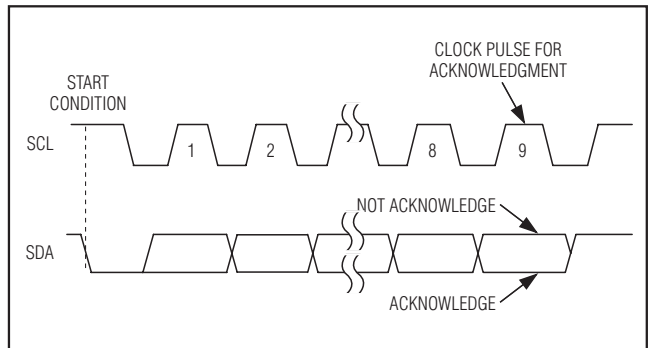 CLOCK PULSE FOR
ACKNOWLEDGMENT
START
CONDITION
SCL
1
2
8
9
NOT ACKNOWLEDGE
SDA
ACKNOWLEDGE